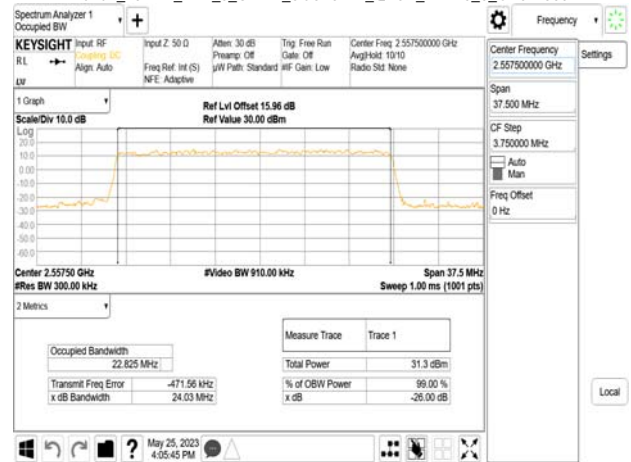 Spectrum Analyzer 1
Occupied BW
Frequency
KEYSIGHT
RL
Input: RF
Coupling: DC
Align: Auto
Input Z: 50 Ω
Freq Ref: Int (S)
NFE: Adaptive
Atten: 30 dB
Preamp: Off
µW Path: Standard
Trig: Free Run
Gate: Off
#IF Gain: Low
Center Freq: 2.557500000 GHz
Avg|Hold: 10/10
Radio Std: None
Center Frequency
2.557500000 GHz
Settings
Span
37.500 MHz
CF Step
3.750000 MHz
Auto
Man
Freq Offset
0 Hz
Local
1 Graph
Scale/Div 10.0 dB
Ref Lvl Offset 15.96 dB
Ref Value 30.00 dBm
Log
20.0
10.0
0.00
-10.0
-20.0
-30.0
-40.0
-50.0
-60.0
Center 2.55750 GHz
#Res BW 300.00 kHz
#Video BW 910.00 kHz
Span 37.5 MHz
Sweep 1.00 ms (1001 pts)
2 Metrics
Measure Trace Trace 1
Occupied Bandwidth
22.825 MHz
Total Power 31.3 dBm
Transmit Freq Error -471.56 kHz
% of OBW Power 99.00 %
x dB Bandwidth 24.03 MHz
x dB -26.00 dB
May 25, 2023
4:05:45 PM